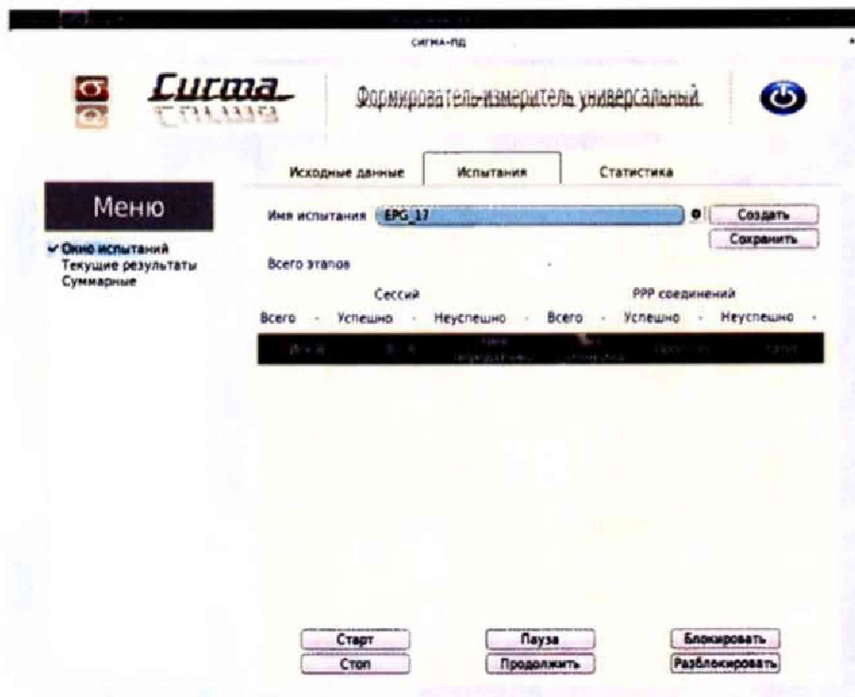 СИГМА-ПД
Сигма
Формирователь-измеритель универсальный
Исходные данные Испытания Статистика
Меню
Имя испытания EPG_17 Создать
Сохранить
✔ Окно испытаний
Текущие результаты
Суммарные
Всего этапов -
Сессий PPP соединений
Всего - Успешно - Неуспешно - Всего - Успешно - Неуспешно -
Старт Пауза Блокировать
Стоп Продолжить Разблокировать